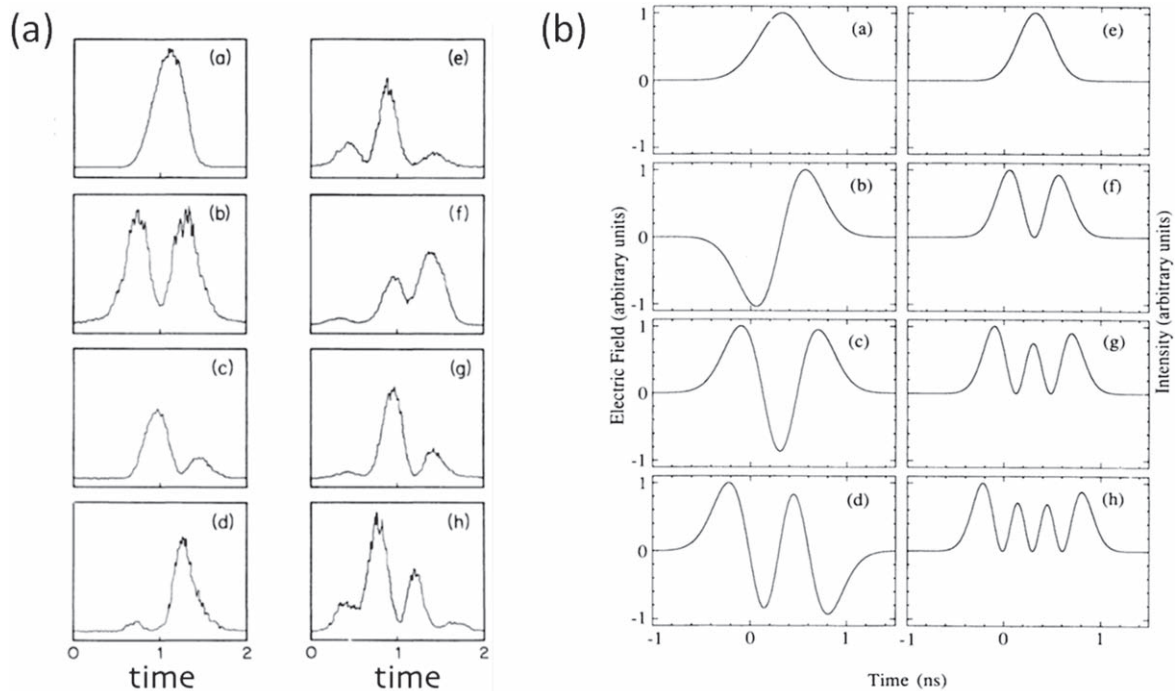 (a)
(a)
(b)
(c)
(d)
0 1 2
time
(e)
(f)
(g)
(h)
0 1 2
time
(b)
Electric Field (arbitrary units)
(a)
1
0
-1
(b)
1
0
-1
(c)
1
0
-1
(d)
1
0
-1
-1 0 1
(e)
(f)
(g)
(h)
0 1
Intensity (arbitrary units)
Time (ns)